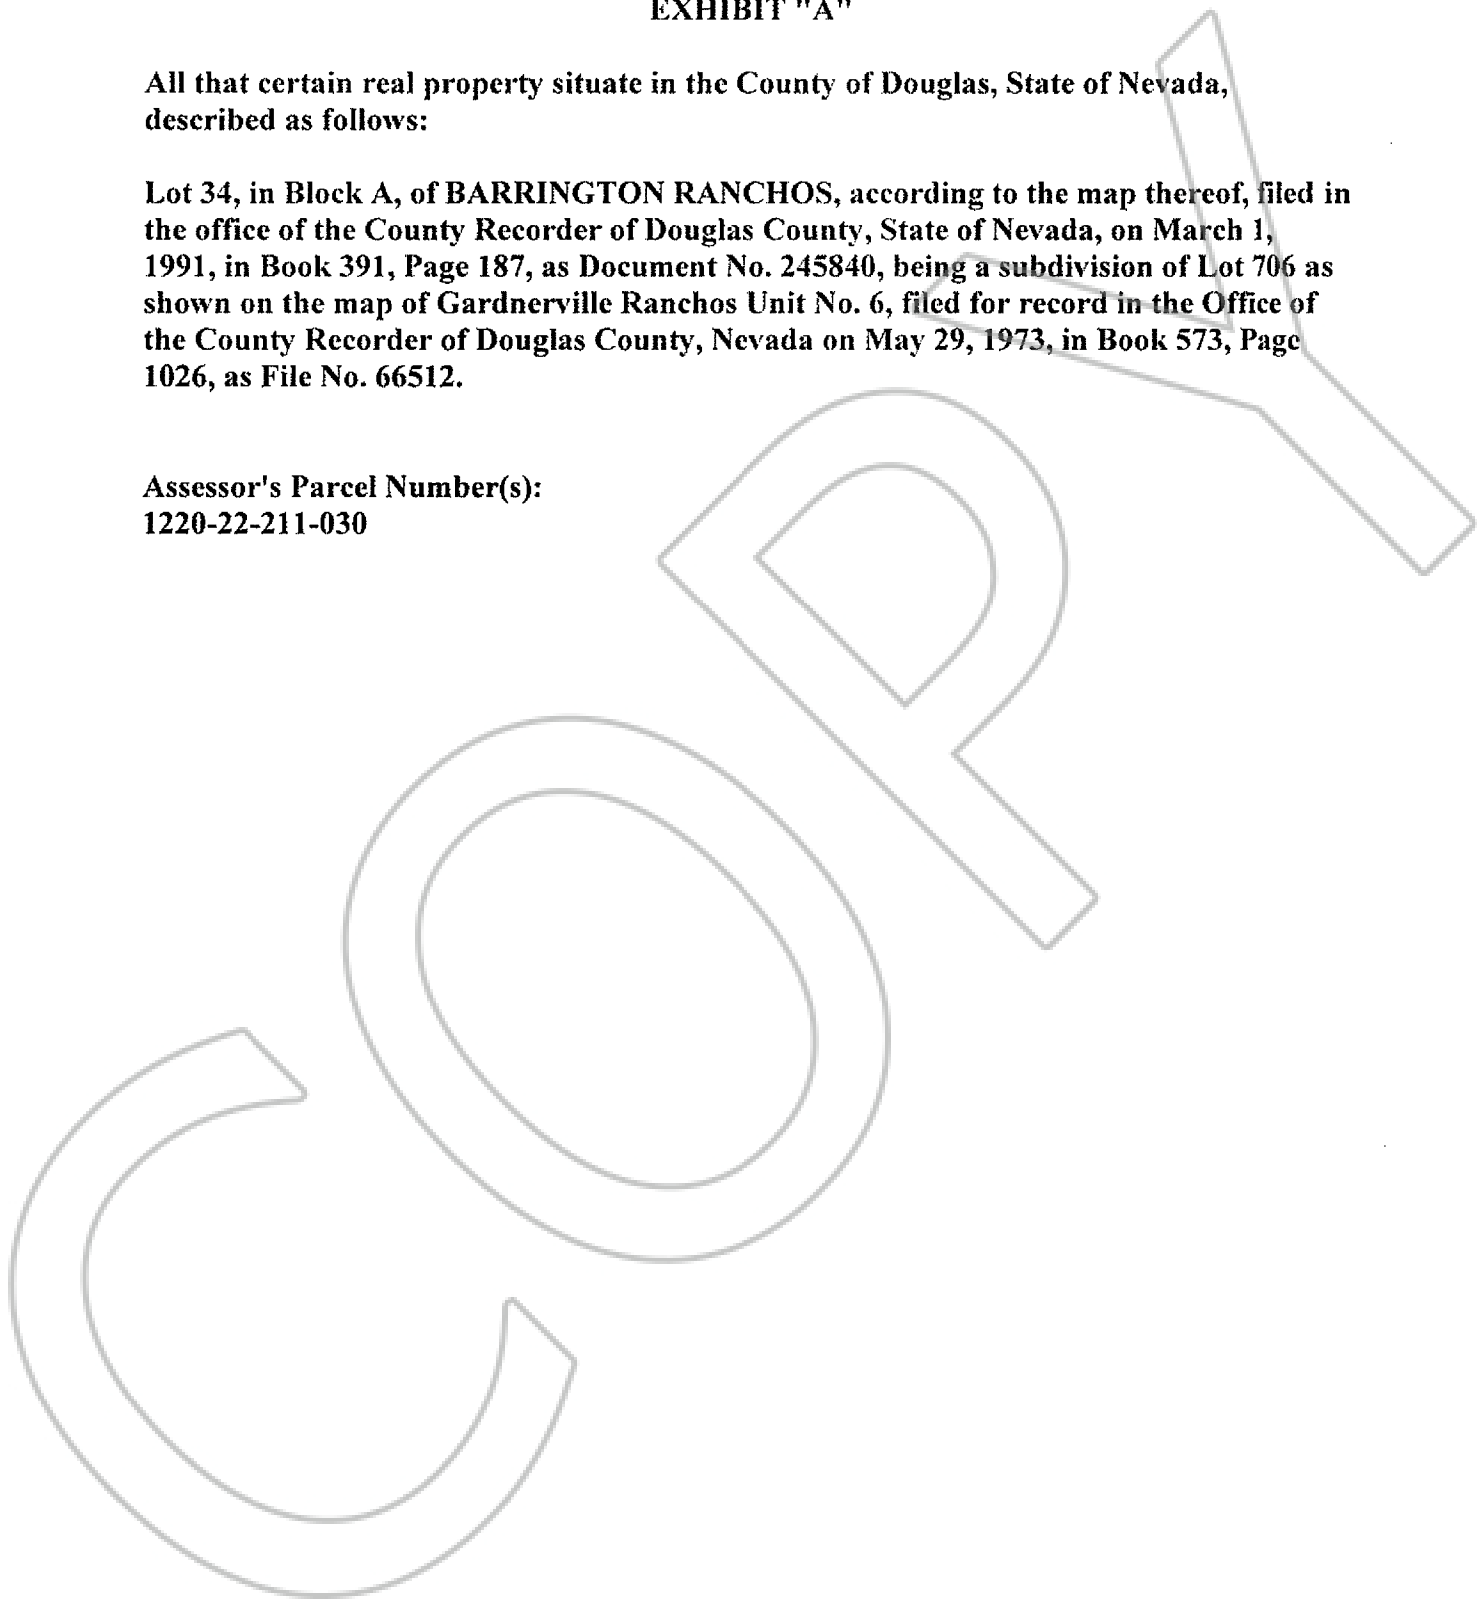 EXHIBIT "A"
All that certain real property situate in the County of Douglas, State of Nevada,
described as follows:
Lot 34, in Block A, of BARRINGTON RANCHOS, according to the map thereof, filed in
the office of the County Recorder of Douglas County, State of Nevada, on March 1,
1991, in Book 391, Page 187, as Document No. 245840, being a subdivision of Lot 706 as
shown on the map of Gardnerville Ranchos Unit No. 6, filed for record in the Office of
the County Recorder of Douglas County, Nevada on May 29, 1973, in Book 573, Page
1026, as File No. 66512.
Assessor's Parcel Number(s):
1220-22-211-030
COPY